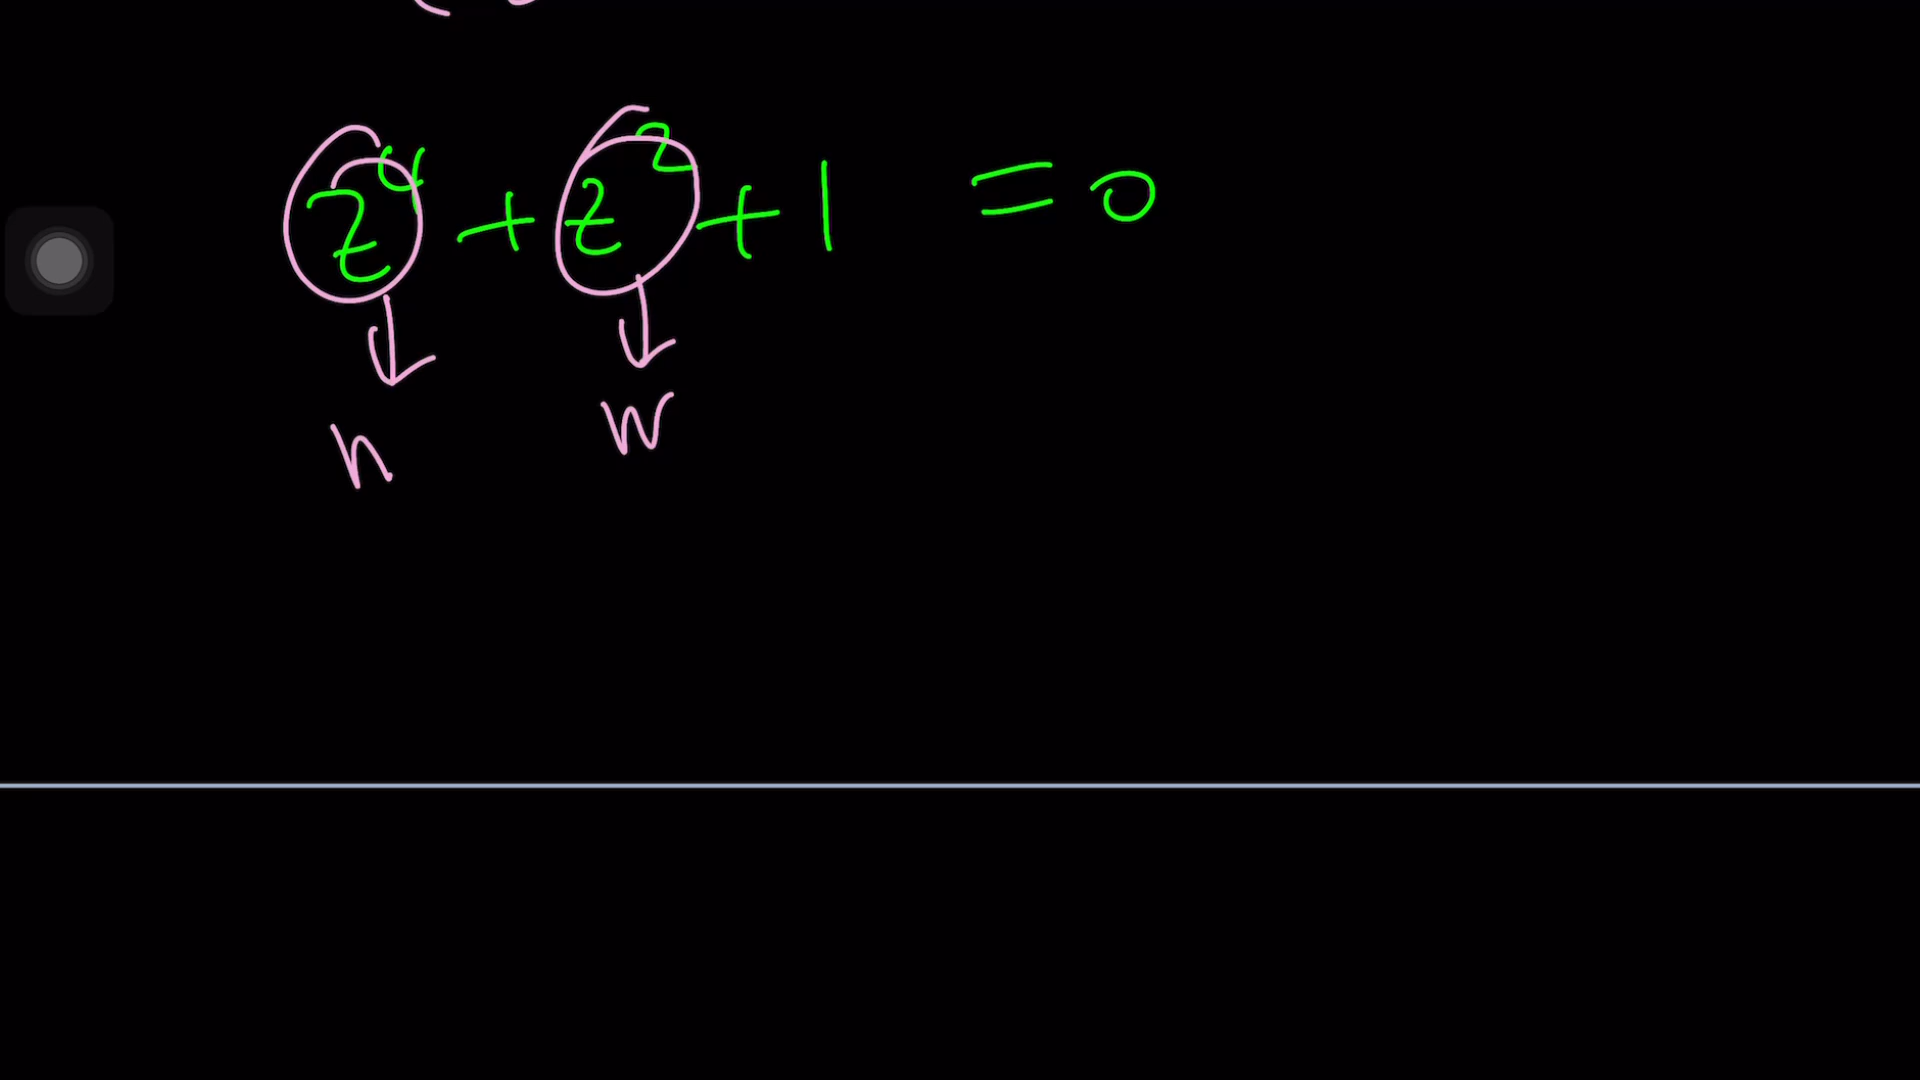 z⁴ + z² + 1 = 0
n w